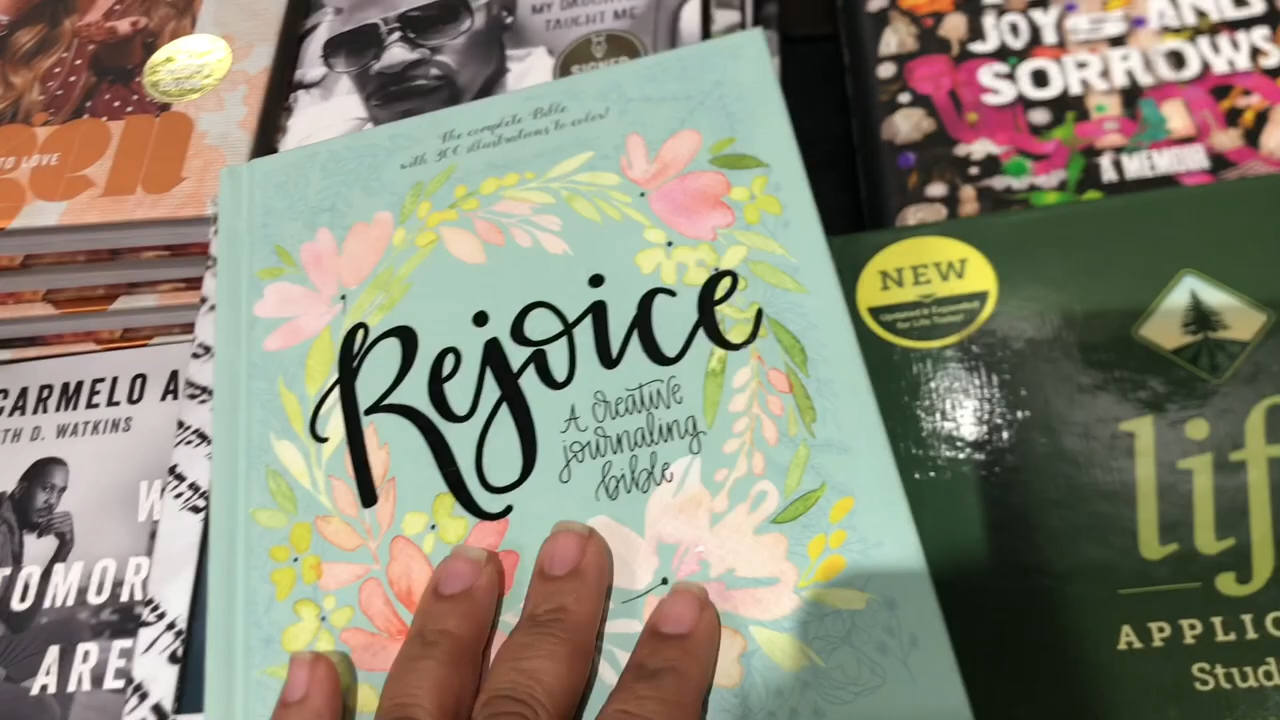 TO LOVE
MY DAUGHTER
TAUGHT ME
SIGNED
JOYS AND
SORROWS
A MEMOIR
The complete Bible
with 300 illustrations to color!
Rejoice
A creative
journaling
bible
NEW
Updated & Expanded
for Life Today!
lif
APPLIC
Stud
CARMELO A
TH D. WATKINS
W
TOMOR
ARE